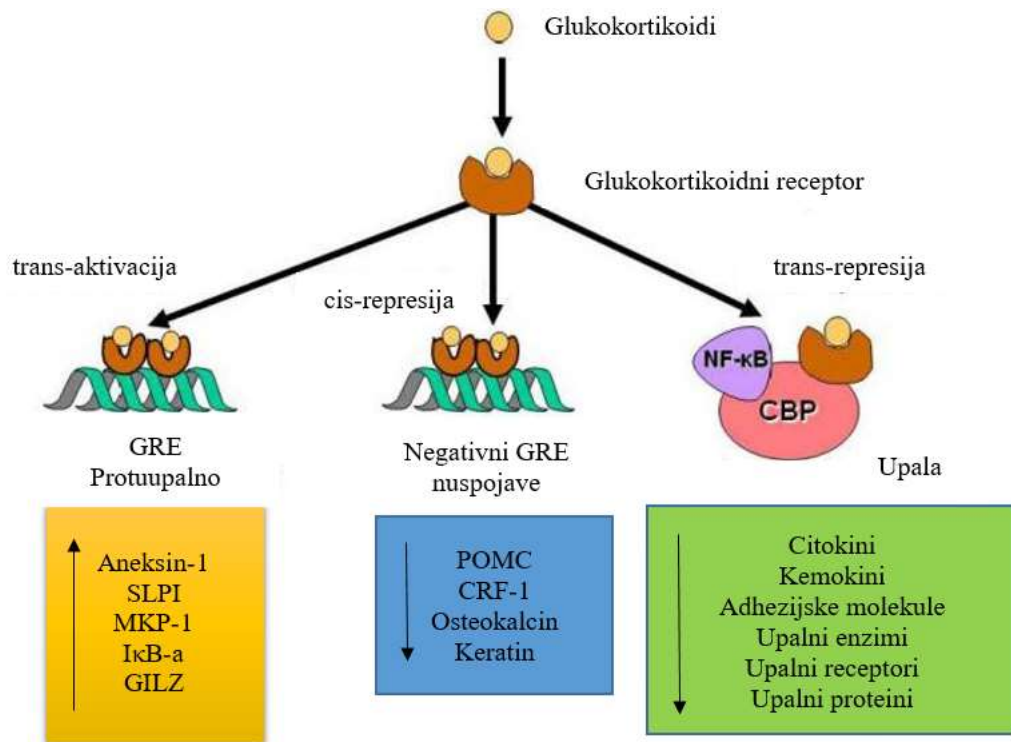 Glukokortikoidi
Glukokortikoidni receptor
trans-aktivacija
cis-represija
trans-represija
NF-κB
CBP
GRE
Protuupalno
Negativni GRE
nuspojave
Upala
Aneksin-1
SLPI
MKP-1
IκB-a
GILZ
POMC
CRF-1
Osteokalcin
Keratin
Citokini
Kemokini
Adhezijske molekule
Upalni enzimi
Upalni receptori
Upalni proteini